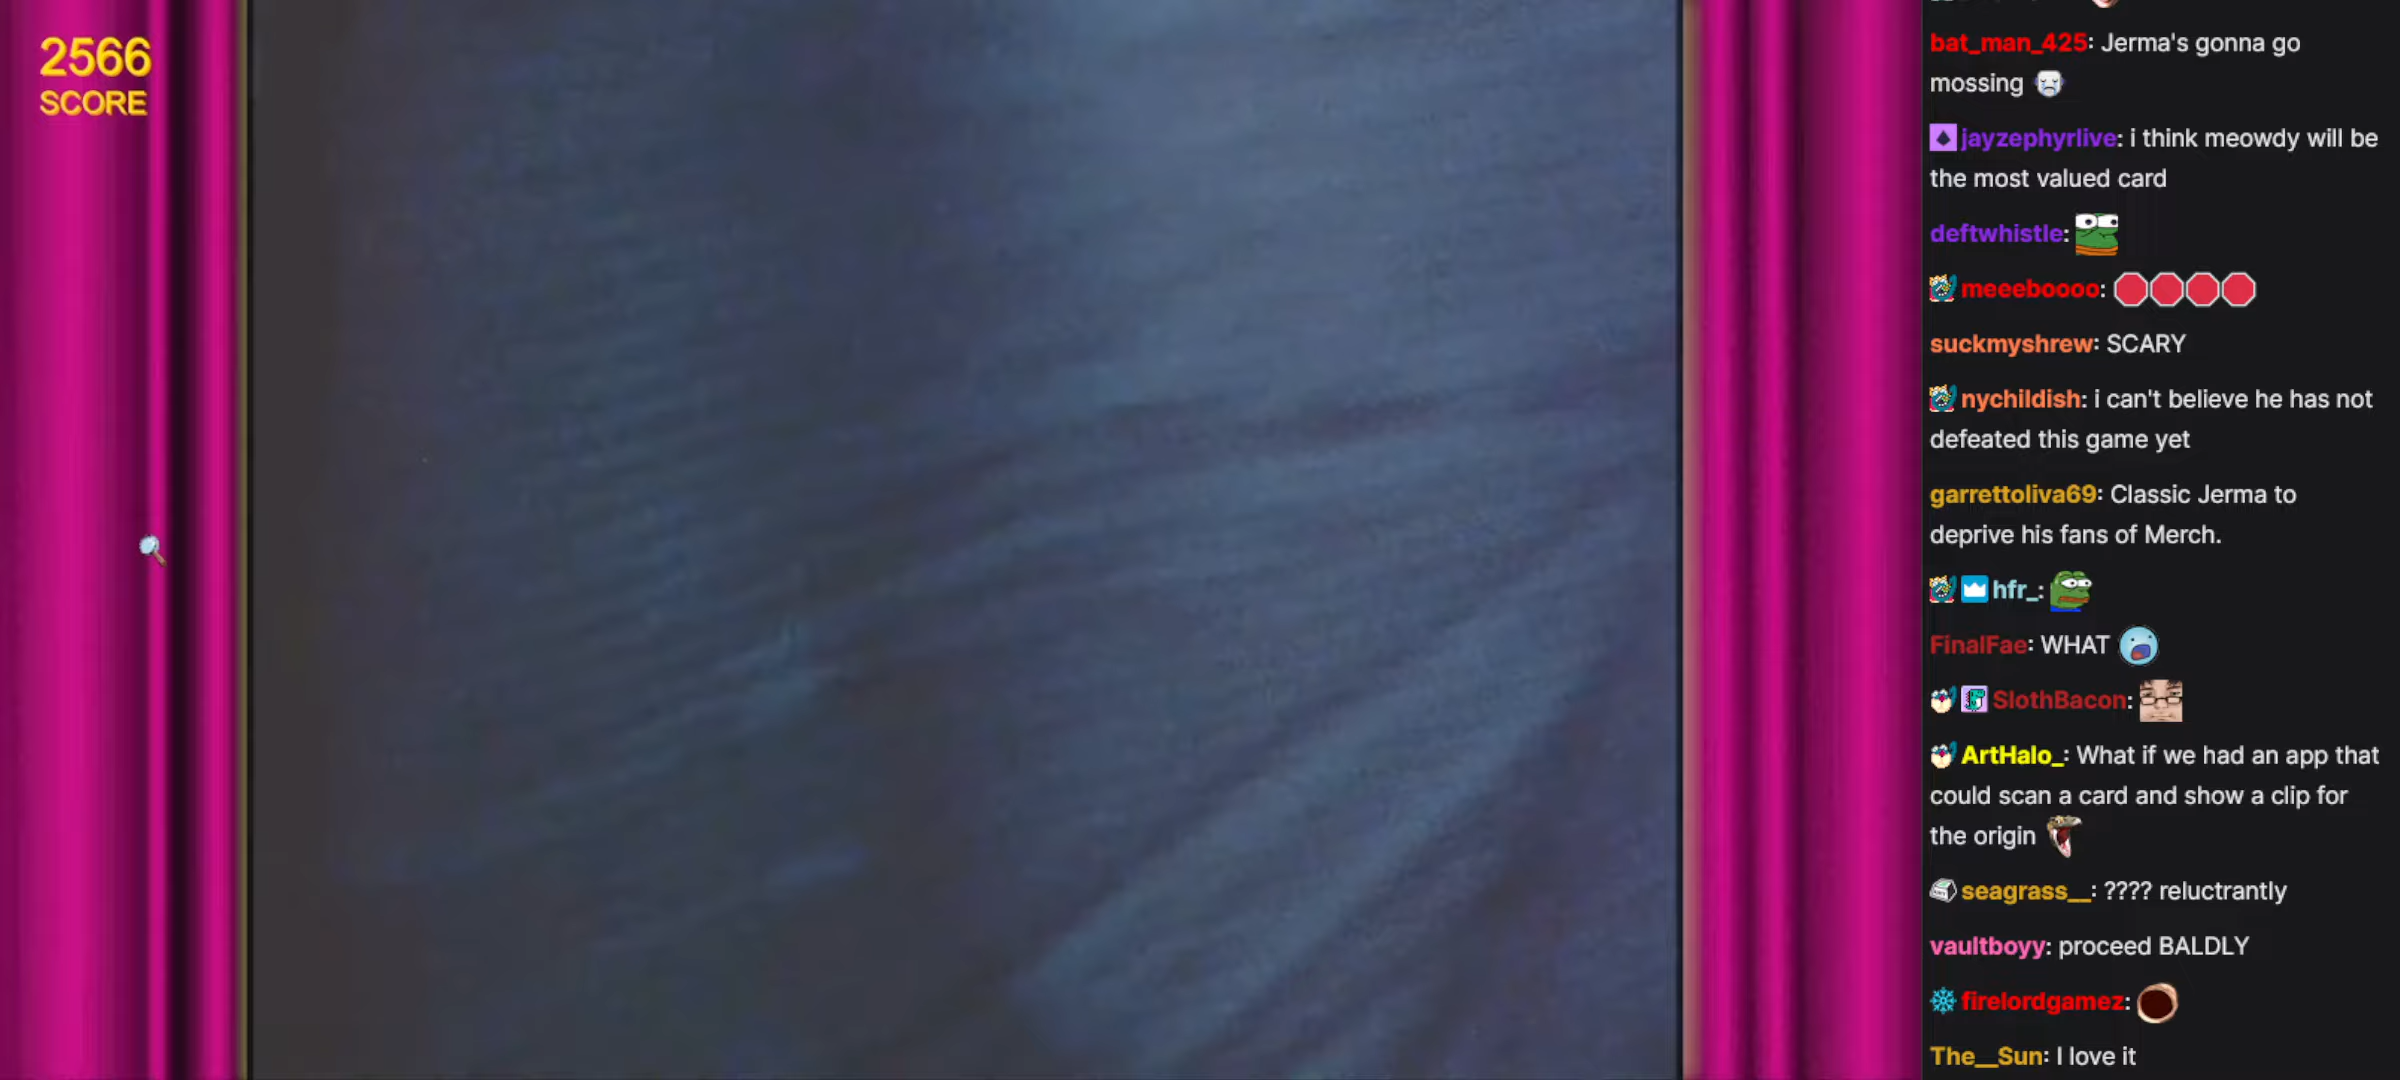 2566
SCORE
bat_man_425: Jerma's gonna go
mossing
jayzephyrlive: i think meowdy will be
the most valued card
deftwhistle:
meeeboooo:
suckmyshrew: SCARY
nychildish: i can't believe he has not
defeated this game yet
garrettoliva69: Classic Jerma to
deprive his fans of Merch.
hfr_:
FinalFae: WHAT
SlothBacon:
ArtHalo_: What if we had an app that
could scan a card and show a clip for
the origin
seagrass__: ???? reluctrantly
vaultboyy: proceed BALDLY
firelordgamez:
The__Sun: I love it